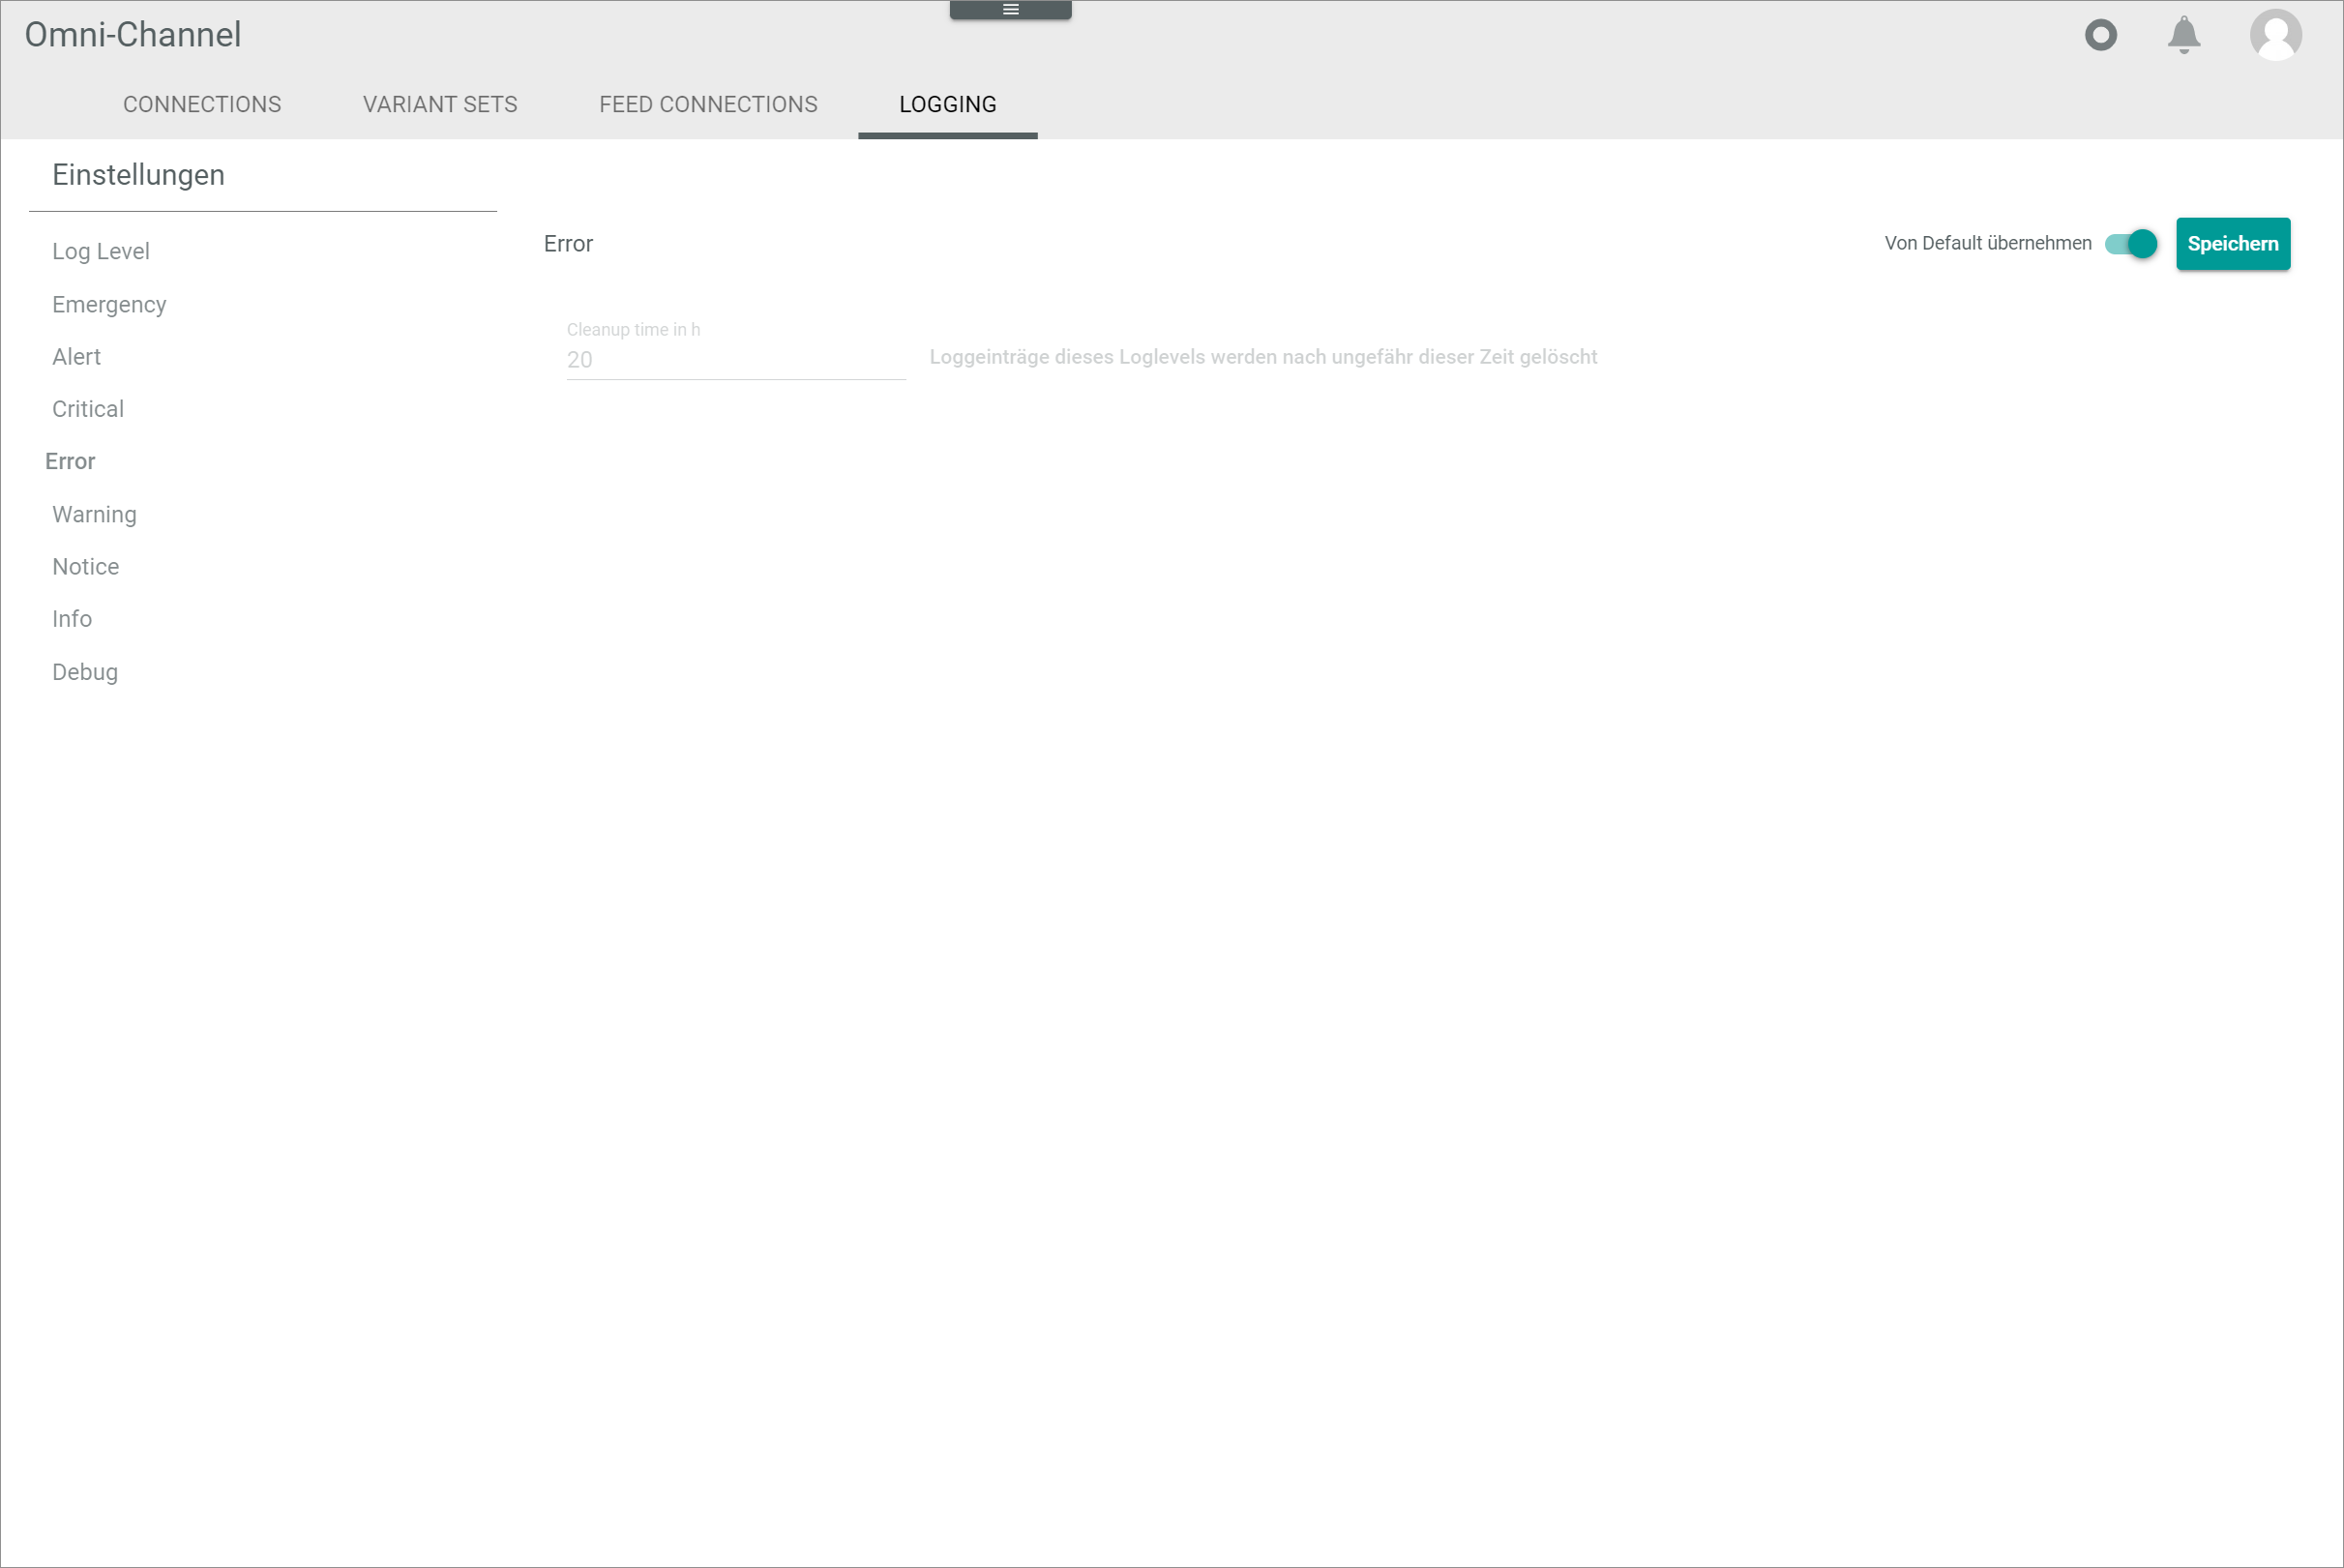 Omni-Channel
CONNECTIONS VARIANT SETS FEED CONNECTIONS LOGGING
Einstellungen
Log Level
Emergency
Alert
Critical
Error
Warning
Notice
Info
Debug
Error
Von Default übernehmen Speichern
Cleanup time in h
20 Loggeinträge dieses Loglevels werden nach ungefähr dieser Zeit gelöscht